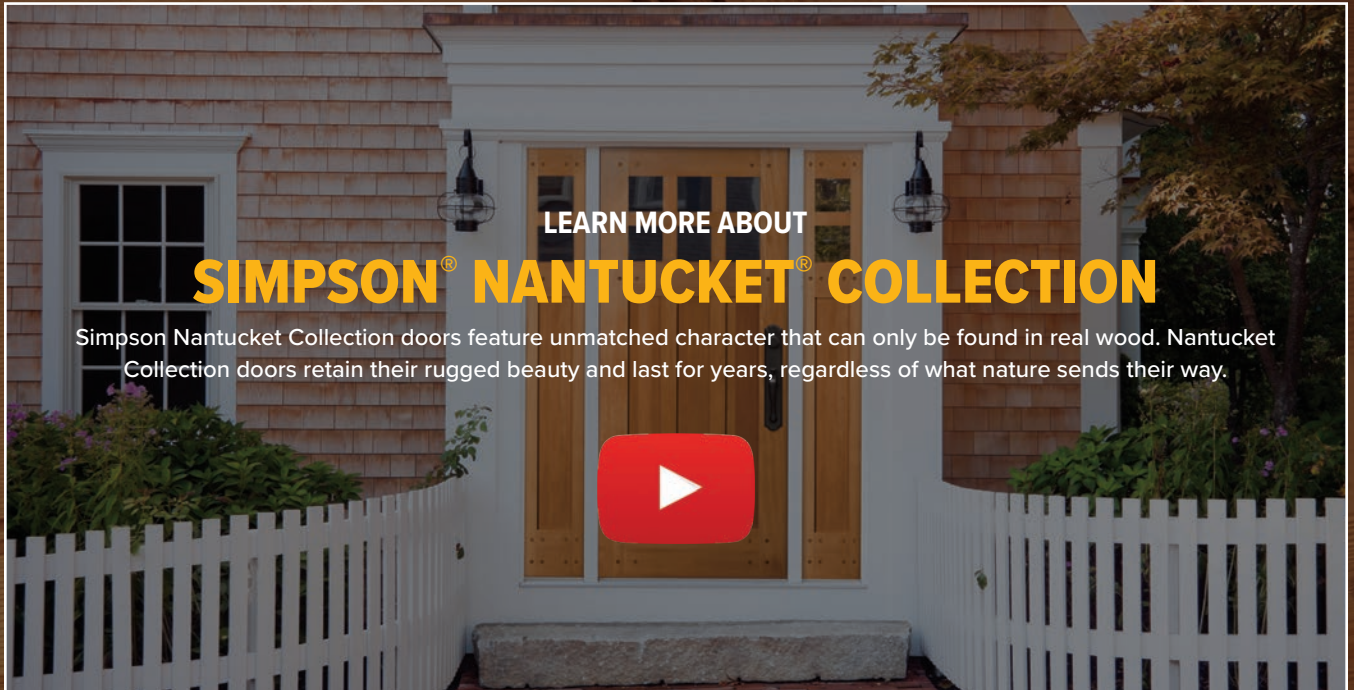 LEARN MORE ABOUT
SIMPSON® NANTUCKET® COLLECTION
Simpson Nantucket Collection doors feature unmatched character that can only be found in real wood. Nantucket
Collection doors retain their rugged beauty and last for years, regardless of what nature sends their way.